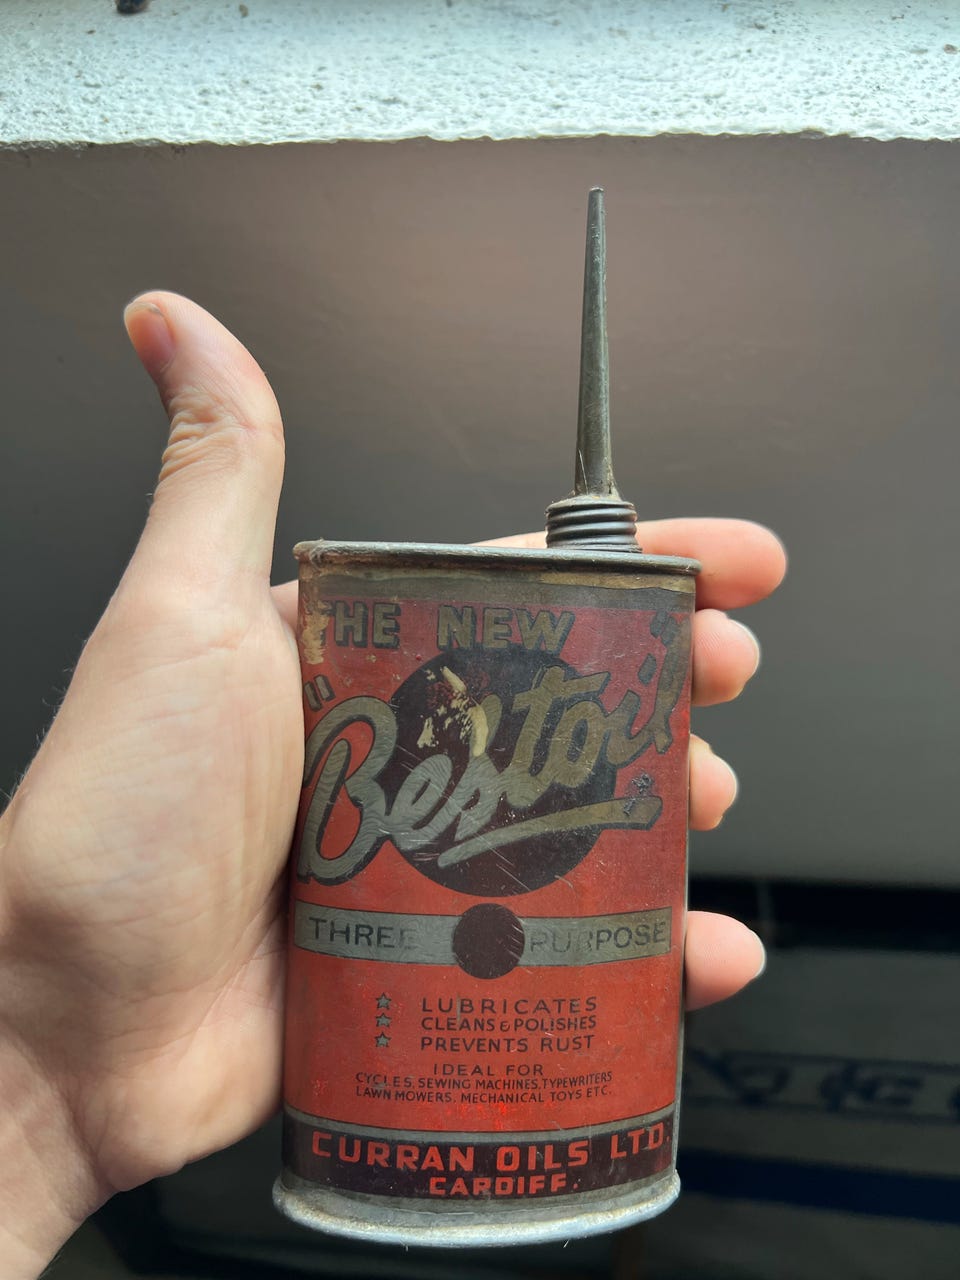 THE NEW
"Bestoil"
THREE PURPOSE
LUBRICATES
CLEANS & POLISHES
PREVENTS RUST
IDEAL FOR
CYCLES, SEWING MACHINES, TYPEWRITERS
LAWN MOWERS, MECHANICAL TOYS ETC.
CURRAN OILS LTD.
CARDIFF.